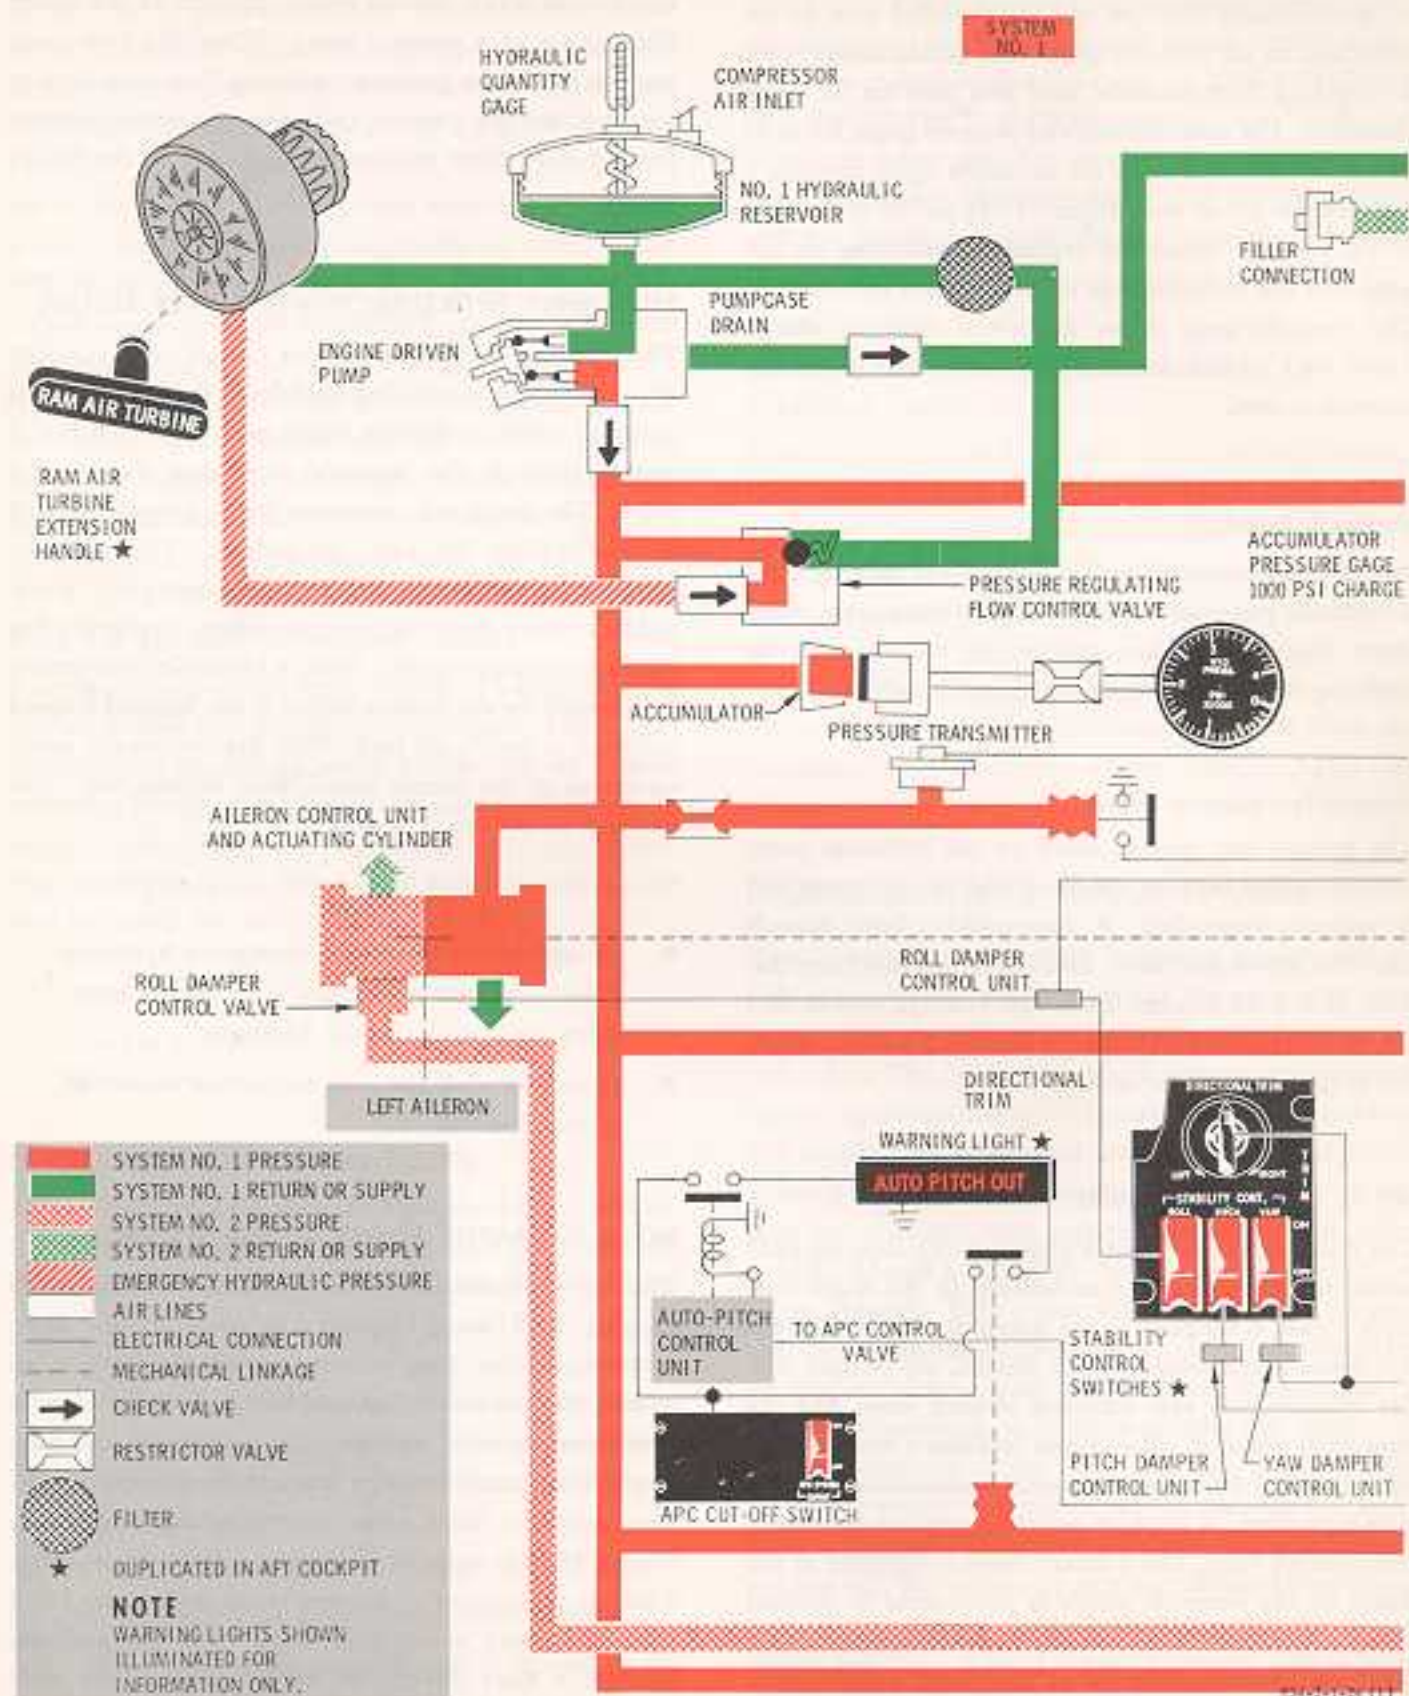 SYSTEM
NO. 1
HYDRAULIC
QUANTITY
GAGE
COMPRESSOR
AIR INLET
NO. 1 HYDRAULIC
RESERVOIR
FILLER
CONNECTION
PUMPCASE
DRAIN
ENGINE DRIVEN
PUMP
RAM AIR TURBINE
RAM AIR
TURBINE
EXTENSION
HANDLE ★
ACCUMULATOR
PRESSURE GAGE
1000 PSI CHARGE
PRESSURE REGULATING
FLOW CONTROL VALVE
ACCUMULATOR
PRESSURE TRANSMITTER
AILERON CONTROL UNIT
AND ACTUATING CYLINDER
ROLL DAMPER
CONTROL UNIT
ROLL DAMPER
CONTROL VALVE
LEFT AILERON
DIRECTIONAL
TRIM
DIRECTIONAL TRIM
LEFT
RIGHT
TRIM
STABILITY CONT.
ROLL
PITCH
YAW
ON
OFF
WARNING LIGHT ★
AUTO PITCH OUT
AUTO-PITCH
CONTROL
UNIT
TO APC CONTROL
VALVE
STABILITY
CONTROL
SWITCHES ★
PITCH DAMPER
CONTROL UNIT
YAW DAMPER
CONTROL UNIT
APC CUT-OFF SWITCH
SYSTEM NO. 1 PRESSURE
SYSTEM NO. 1 RETURN OR SUPPLY
SYSTEM NO. 2 PRESSURE
SYSTEM NO. 2 RETURN OR SUPPLY
EMERGENCY HYDRAULIC PRESSURE
AIR LINES
ELECTRICAL CONNECTION
MECHANICAL LINKAGE
CHECK VALVE
RESTRICTOR VALVE
FILTER
★ DUPLICATED IN AFT COCKPIT
NOTE
WARNING LIGHTS SHOWN
ILLUMINATED FOR
INFORMATION ONLY.